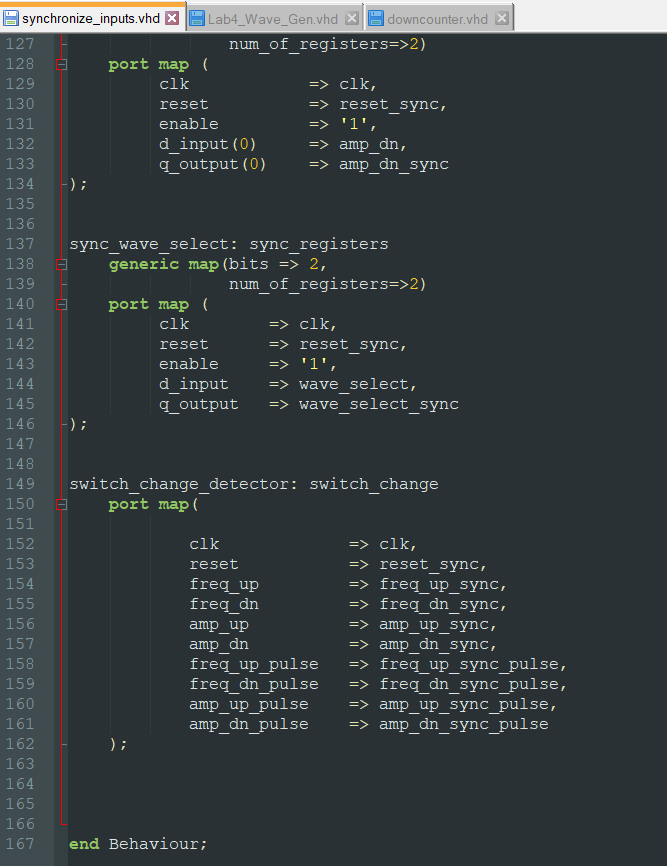 synchronize_inputs.vhd Lab4_Wave_Gen.vhd downcounter.vhd
127                 num_of_registers=>2)
128     port map (
129          clk            => clk,
130          reset          => reset_sync,
131          enable         => '1',
132          d_input(0)     => amp_dn,
133          q_output(0)    => amp_dn_sync
134 );
135
136
137 sync_wave_select: sync_registers
138     generic map(bits => 2,
139                 num_of_registers=>2)
140     port map (
141          clk        => clk,
142          reset      => reset_sync,
143          enable     => '1',
144          d_input    => wave_select,
145          q_output   => wave_select_sync
146 );
147
148
149 switch_change_detector: switch_change
150     port map(
151
152             clk             => clk,
153             reset           => reset_sync,
154             freq_up         => freq_up_sync,
155             freq_dn         => freq_dn_sync,
156             amp_up          => amp_up_sync,
157             amp_dn          => amp_dn_sync,
158             freq_up_pulse   => freq_up_sync_pulse,
159             freq_dn_pulse   => freq_dn_sync_pulse,
160             amp_up_pulse    => amp_up_sync_pulse,
161             amp_dn_pulse    => amp_dn_sync_pulse
162     );
163
164
165
166
167 end Behaviour;